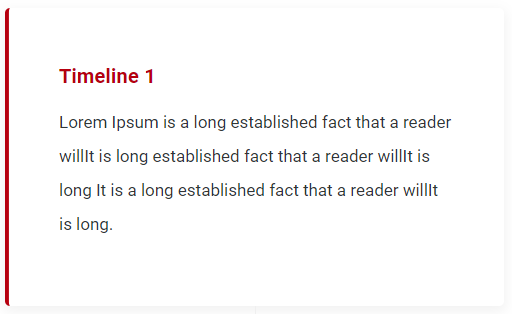 Timeline 1
Lorem Ipsum is a long established fact that a reader
willIt is long established fact that a reader willIt is
long It is a long established fact that a reader willIt
is long.